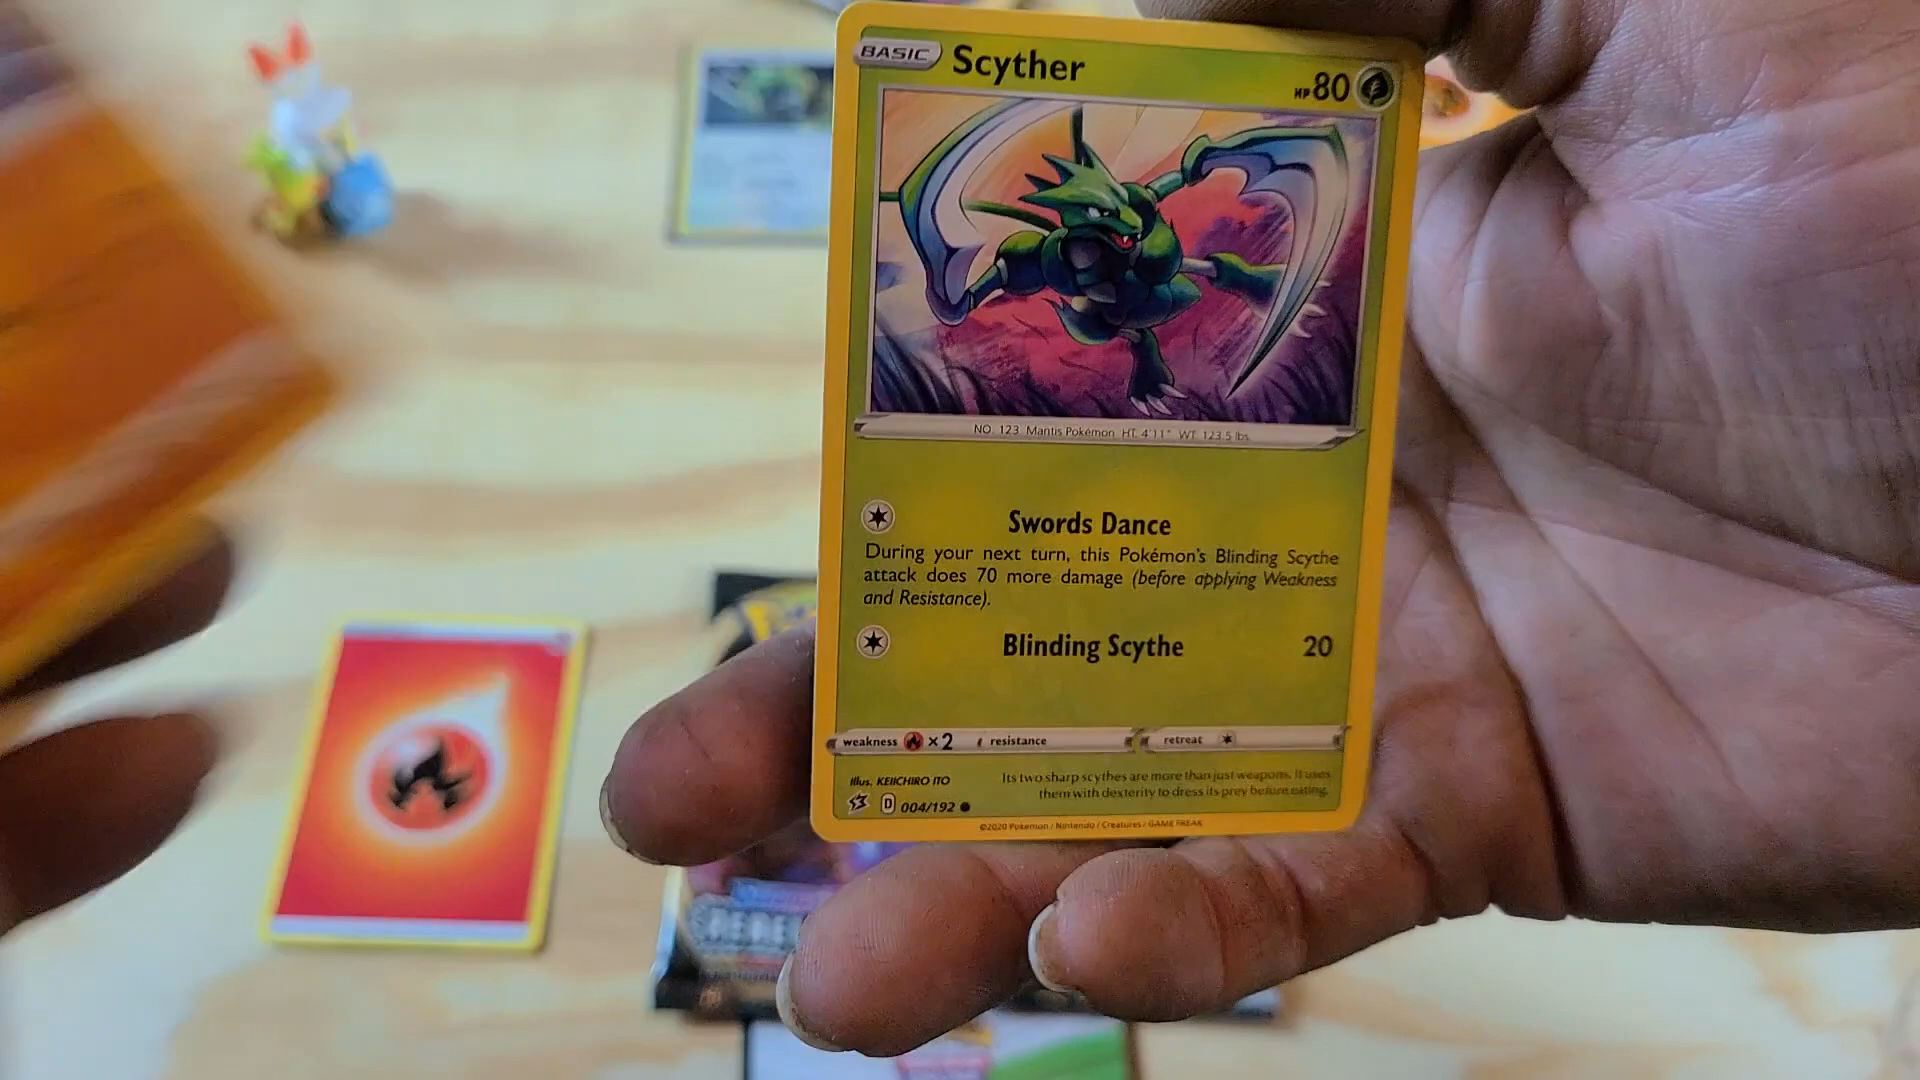 BASIC Scyther HP 80
NO. 123 Mantis Pokémon HT. 4'11" WT. 123.5 lbs.
Swords Dance
During your next turn, this Pokémon's Blinding Scythe
attack does 70 more damage (before applying Weakness
and Resistance).
Blinding Scythe 20
weakness ×2 resistance retreat
Illus. KEIICHIRO ITO
Its two sharp scythes are more than just weapons. It uses
them with dexterity to dress its prey before eating.
D 004/192
©2020 Pokémon / Nintendo / Creatures / GAME FREAK